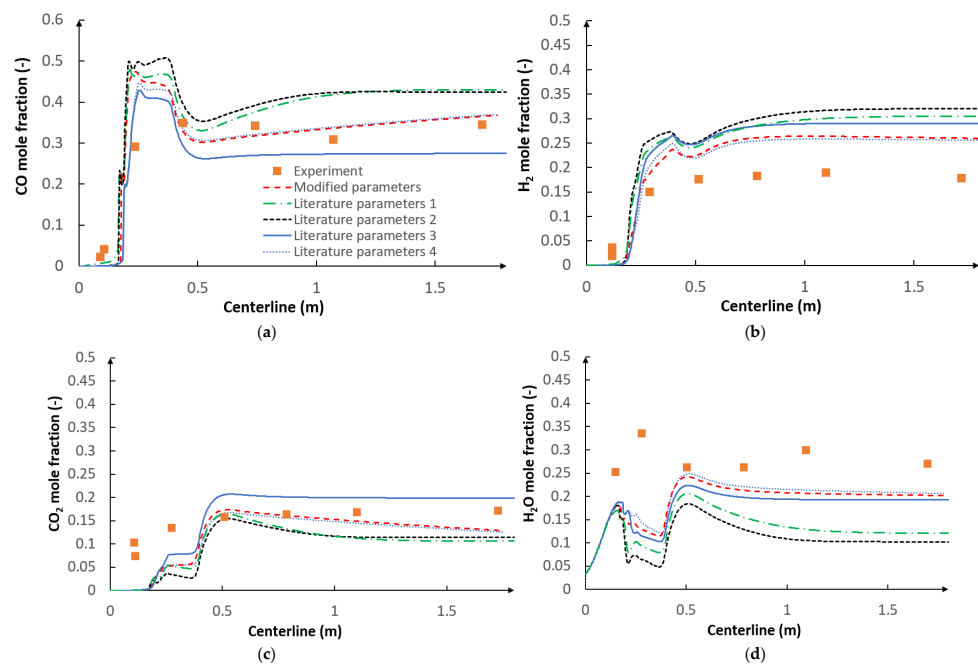 CO mole fraction (-)
0.6
0.5
0.4
0.3
0.2
0.1
0
Experiment
Modified parameters
Literature parameters 1
Literature parameters 2
Literature parameters 3
Literature parameters 4
0 0.5 1 1.5
Centerline (m)
(a)
H2 mole fraction (-)
0.5
0.45
0.4
0.35
0.3
0.25
0.2
0.15
0.1
0.05
0
0 0.5 1 1.5
Centerline (m)
(b)
CO2 mole fraction (-)
0.5
0.45
0.4
0.35
0.3
0.25
0.2
0.15
0.1
0.05
0
0 0.5 1 1.5
Centerline (m)
(c)
H2O mole fraction (-)
0.5
0.45
0.4
0.35
0.3
0.25
0.2
0.15
0.1
0.05
0
0 0.5 1 1.5
Centerline (m)
(d)